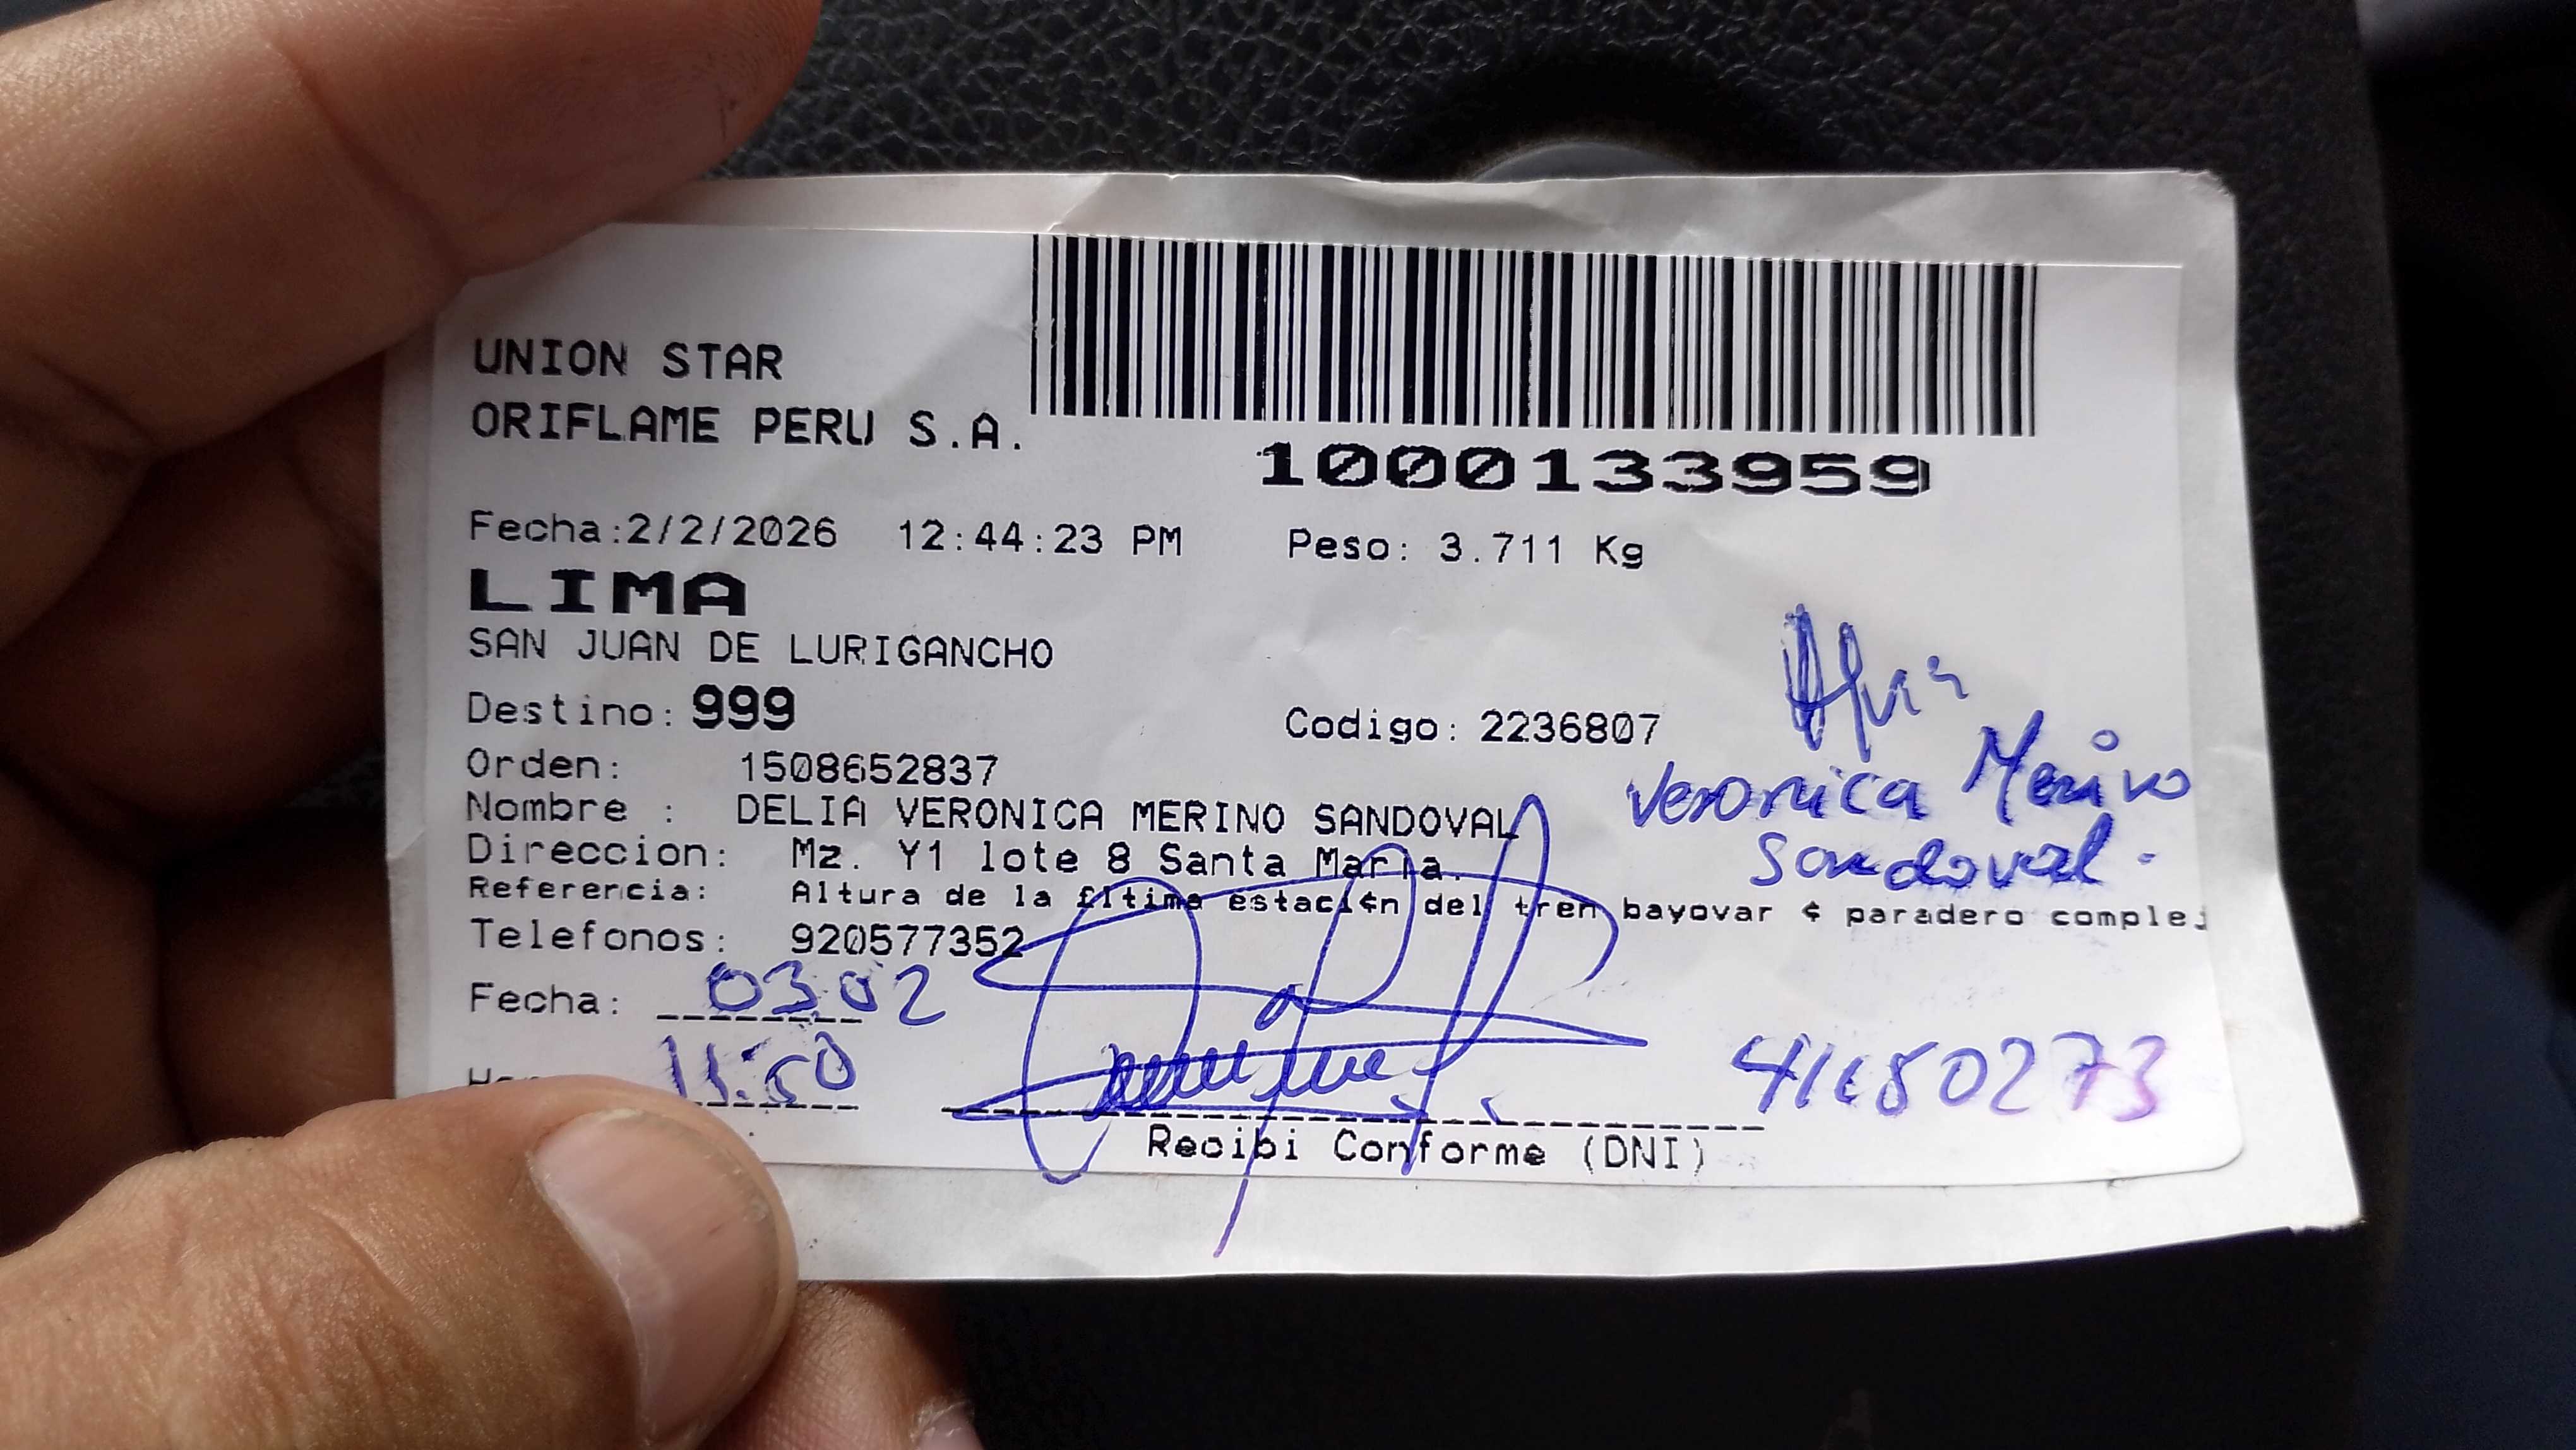 UNION STAR
ORIFLAME PERU S.A.
1000133959
Fecha:2/2/2026 12:44:23 PM Peso: 3.711 Kg
LIMA
SAN JUAN DE LURIGANCHO
Destino: 999 Codigo: 2236807
Orden: 1508652837
Nombre : DELIA VERONICA MERINO SANDOVAL
Veronica Merino
Sandoval.
Direccion: Mz. Y1 lote 8 Santa Maria.
Referencia: Altura de la £ltima estaci¢n del tren bayovar ¢ paradero complej
Telefonos: 920577352
Fecha: 03 02
11:50
Recibi Conforme (DNI)